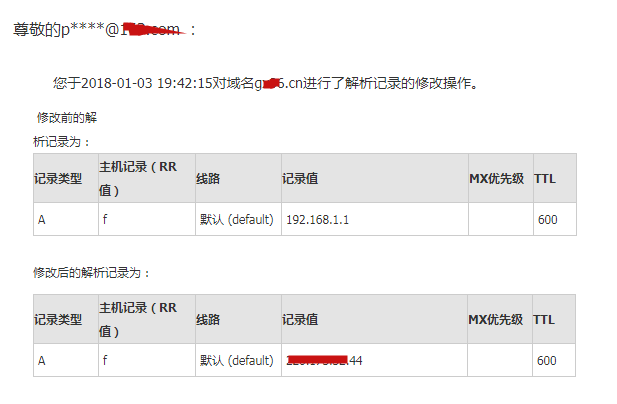 尊敬的p****@1 .com ：
您于2018-01-03 19:42:15对域名g 6.cn进行了解析记录的修改操作。
修改前的解
析记录为：
记录类型 主机记录（RR值） 线路 记录值 MX优先级 TTL
A f 默认 (default) 192.168.1.1 600
修改后的解析记录为：
记录类型 主机记录（RR值） 线路 记录值 MX优先级 TTL
A f 默认 (default) .44 600